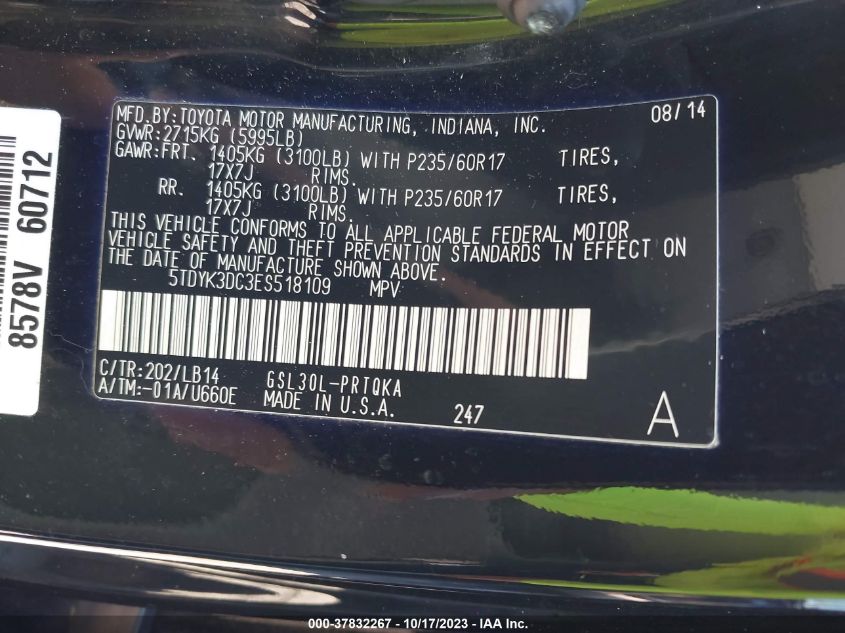 MFD.BY:TOYOTA MOTOR MANUFACTURING, INDIANA, INC. 08/14
GVWR:2715KG (5995LB)
GAWR:FRT. 1405KG (3100LB) WITH P235/60R17 TIRES,
17X7J RIMS.
RR. 1405KG (3100LB) WITH P235/60R17 TIRES,
17X7J RIMS.
THIS VEHICLE CONFORMS TO ALL APPLICABLE FEDERAL MOTOR
VEHICLE SAFETY AND THEFT PREVENTION STANDARDS IN EFFECT ON
THE DATE OF MANUFACTURE SHOWN ABOVE.
5TDYK3DC3ES518109 MPV
C/TR:202/LB14 GSL30L-PRTQKA
A/TM:-01A/U660E MADE IN U.S.A. 247 A
8578V 60712
000-37832267 - 10/17/2023 - IAA Inc.